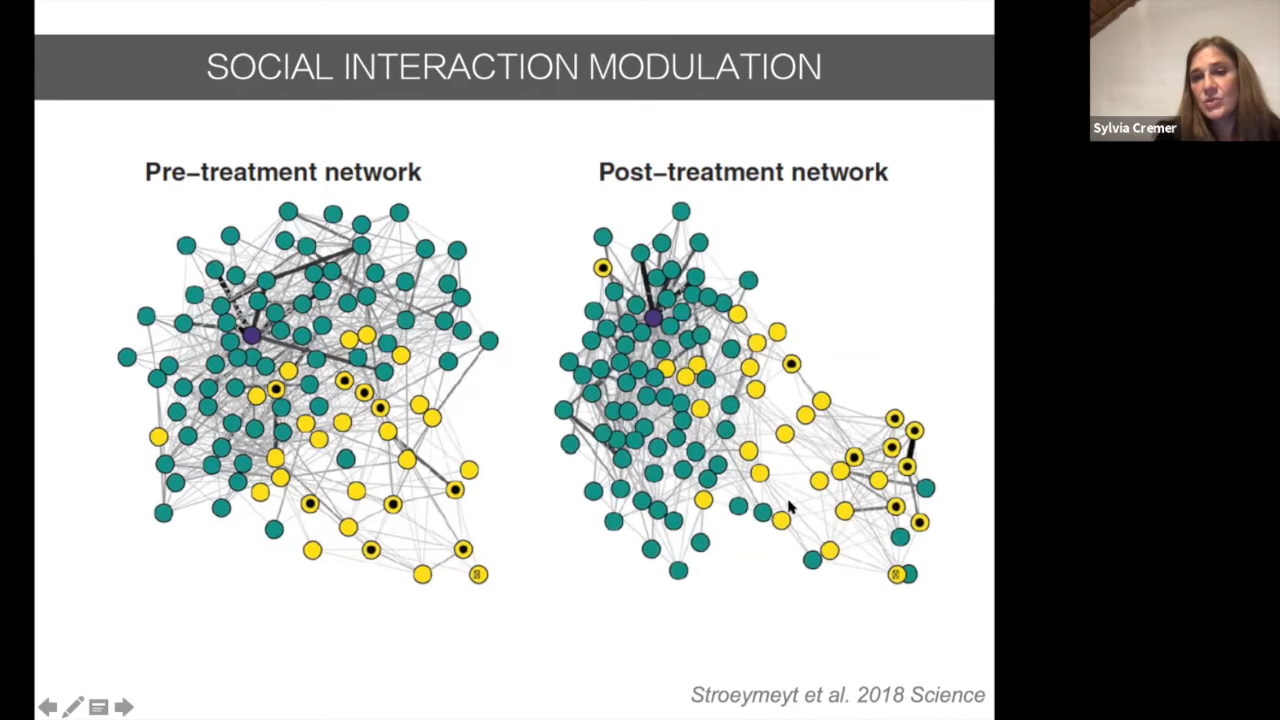 SOCIAL INTERACTION MODULATION
Sylvia Cremer
Pre–treatment network
Post–treatment network
Stroeymeyt et al. 2018 Science